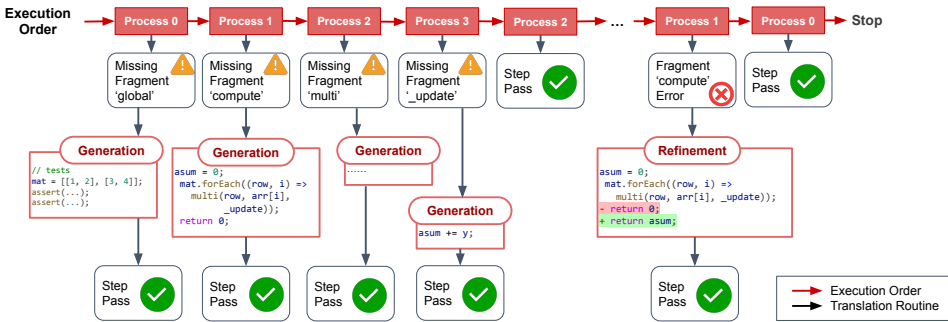 Execution
Order
Process 0
Process 1
Process 2
Process 3
Process 2
...
Process 1
Process 0
Stop
Missing
Fragment
'global'
Missing
Fragment
'compute'
Missing
Fragment
'multi'
Missing
Fragment
'_update'
Step
Pass
Fragment
'compute'
Error
Step
Pass
Generation
// tests
mat = [[1, 2], [3, 4]];
assert(...);
assert(...);
Generation
asum = 0;
mat.forEach((row, i) =>
multi(row, arr[i],
_update));
return 0;
Generation
......
Generation
asum += y;
Refinement
asum = 0;
mat.forEach((row, i) =>
multi(row, arr[i], _update));
- return 0;
+ return asum;
Step
Pass
Step
Pass
Step
Pass
Step
Pass
Step
Pass
Execution Order
Translation Routine